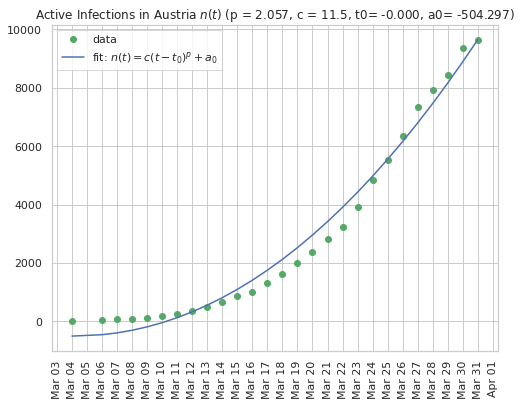 Active Infections in Austria n(t) (p = 2.057, c = 11.5, t0= -0.000, a0= -504.297)
data
fit: n(t) = c(t − t₀)ᵖ + a₀
10000
8000
6000
4000
2000
0
Mar 03 Mar 04 Mar 05 Mar 06 Mar 07 Mar 08 Mar 09 Mar 10 Mar 11 Mar 12 Mar 13 Mar 14 Mar 15 Mar 16 Mar 17 Mar 18 Mar 19 Mar 20 Mar 21 Mar 22 Mar 23 Mar 24 Mar 25 Mar 26 Mar 27 Mar 28 Mar 29 Mar 30 Mar 31 Apr 01